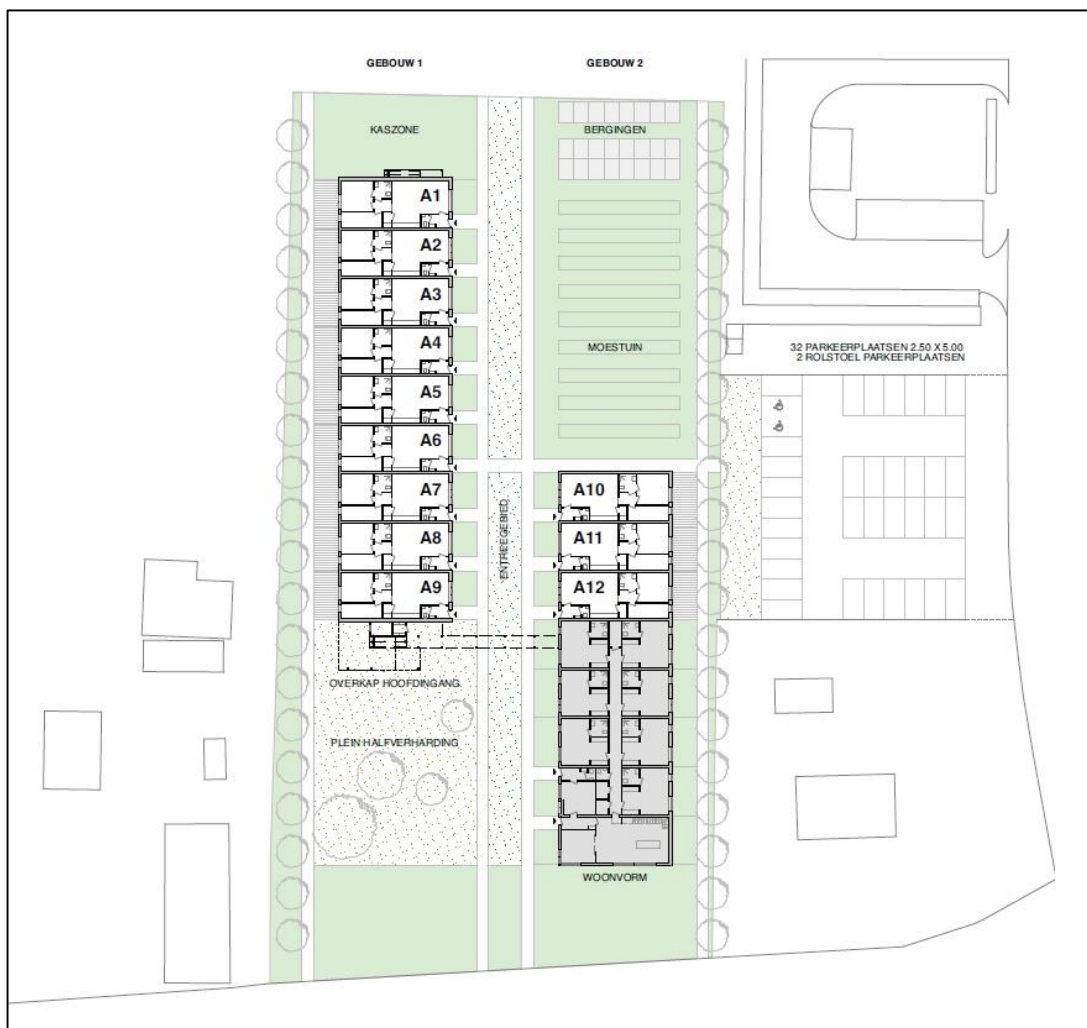 GEBOUW 1
GEBOUW 2
KASZONE
BERGINGEN
A1
A2
A3
A4
MOESTUIN
32 PARKEERPLAATSEN 2.50 X 5.00
2 ROLSTOEL PARKEERPLAATSEN
A5
A6
A7
A8
A9
ENTREEGEBIED
A10
A11
A12
OVERKAP HOOFDINGANG
PLEIN HALFVERHARDING
WOONVORM